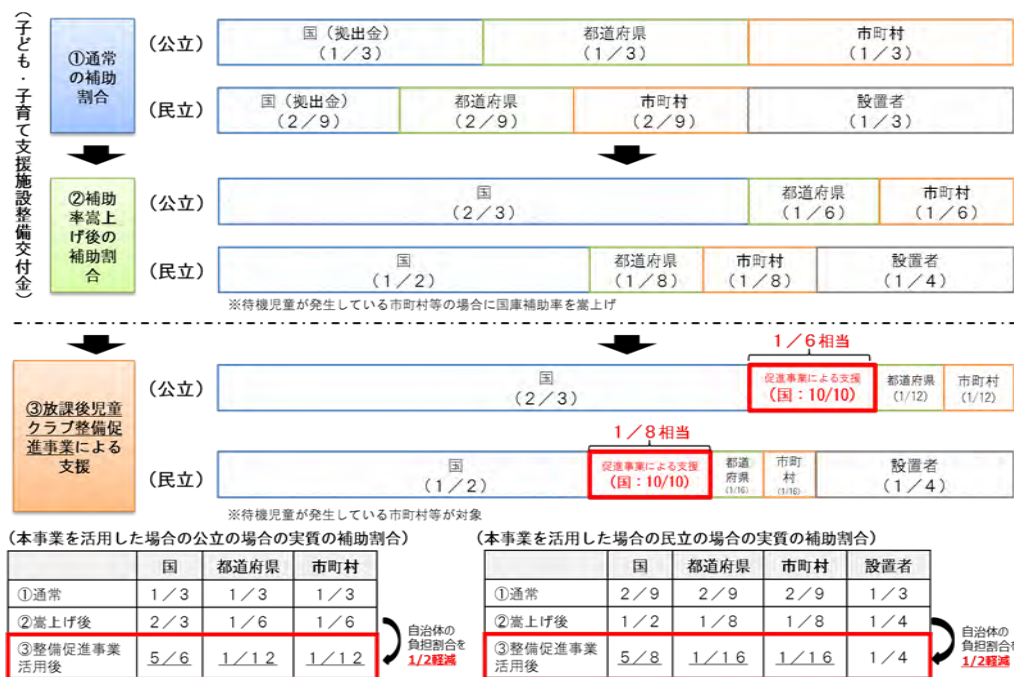 （子ども・子育て支援施設整備交付金）
①通常
の補助
割合
（公立）
国（拠出金）
（１／３）
都道府県
（１／３）
市町村
（１／３）
（民立）
国（拠出金）
（２／９）
都道府県
（２／９）
市町村
（２／９）
設置者
（１／３）
②補助
率嵩上
げ後の
補助割
合
（公立）
国
（２／３）
都道府県
（１／６）
市町村
（１／６）
（民立）
国
（１／２）
都道府県
（１／８）
市町村
（１／８）
設置者
（１／４）
※待機児童が発生している市町村等の場合に国庫補助率を嵩上げ
③放課後児童
クラブ整備促
進事業による
支援
１／６相当
（公立）
国
（２／３）
促進事業による支援
（国：10/10）
都道府県
（1/12）
市町村
（1/12）
１／８相当
（民立）
国
（１／２）
促進事業による支援
（国：10/10）
都道
府県
（1/16）
市町
村
（1/16）
設置者
（１／４）
※待機児童が発生している市町村等が対象
（本事業を活用した場合の公立の場合の実質の補助割合）
国 都道府県 市町村
①通常 １／３ １／３ １／３
②嵩上げ後 ２／３ １／６ １／６
③整備促進事業
活用後 ５／６ １／１２ １／１２
自治体の
負担割合を
1/2軽減
（本事業を活用した場合の民立の場合の実質の補助割合）
国 都道府県 市町村 設置者
①通常 ２／９ ２／９ ２／９ １／３
②嵩上げ後 １／２ １／８ １／８ １／４
③整備促進事業
活用後 ５／８ １／１６ １／１６ １／４
自治体の
負担割合を
1/2軽減